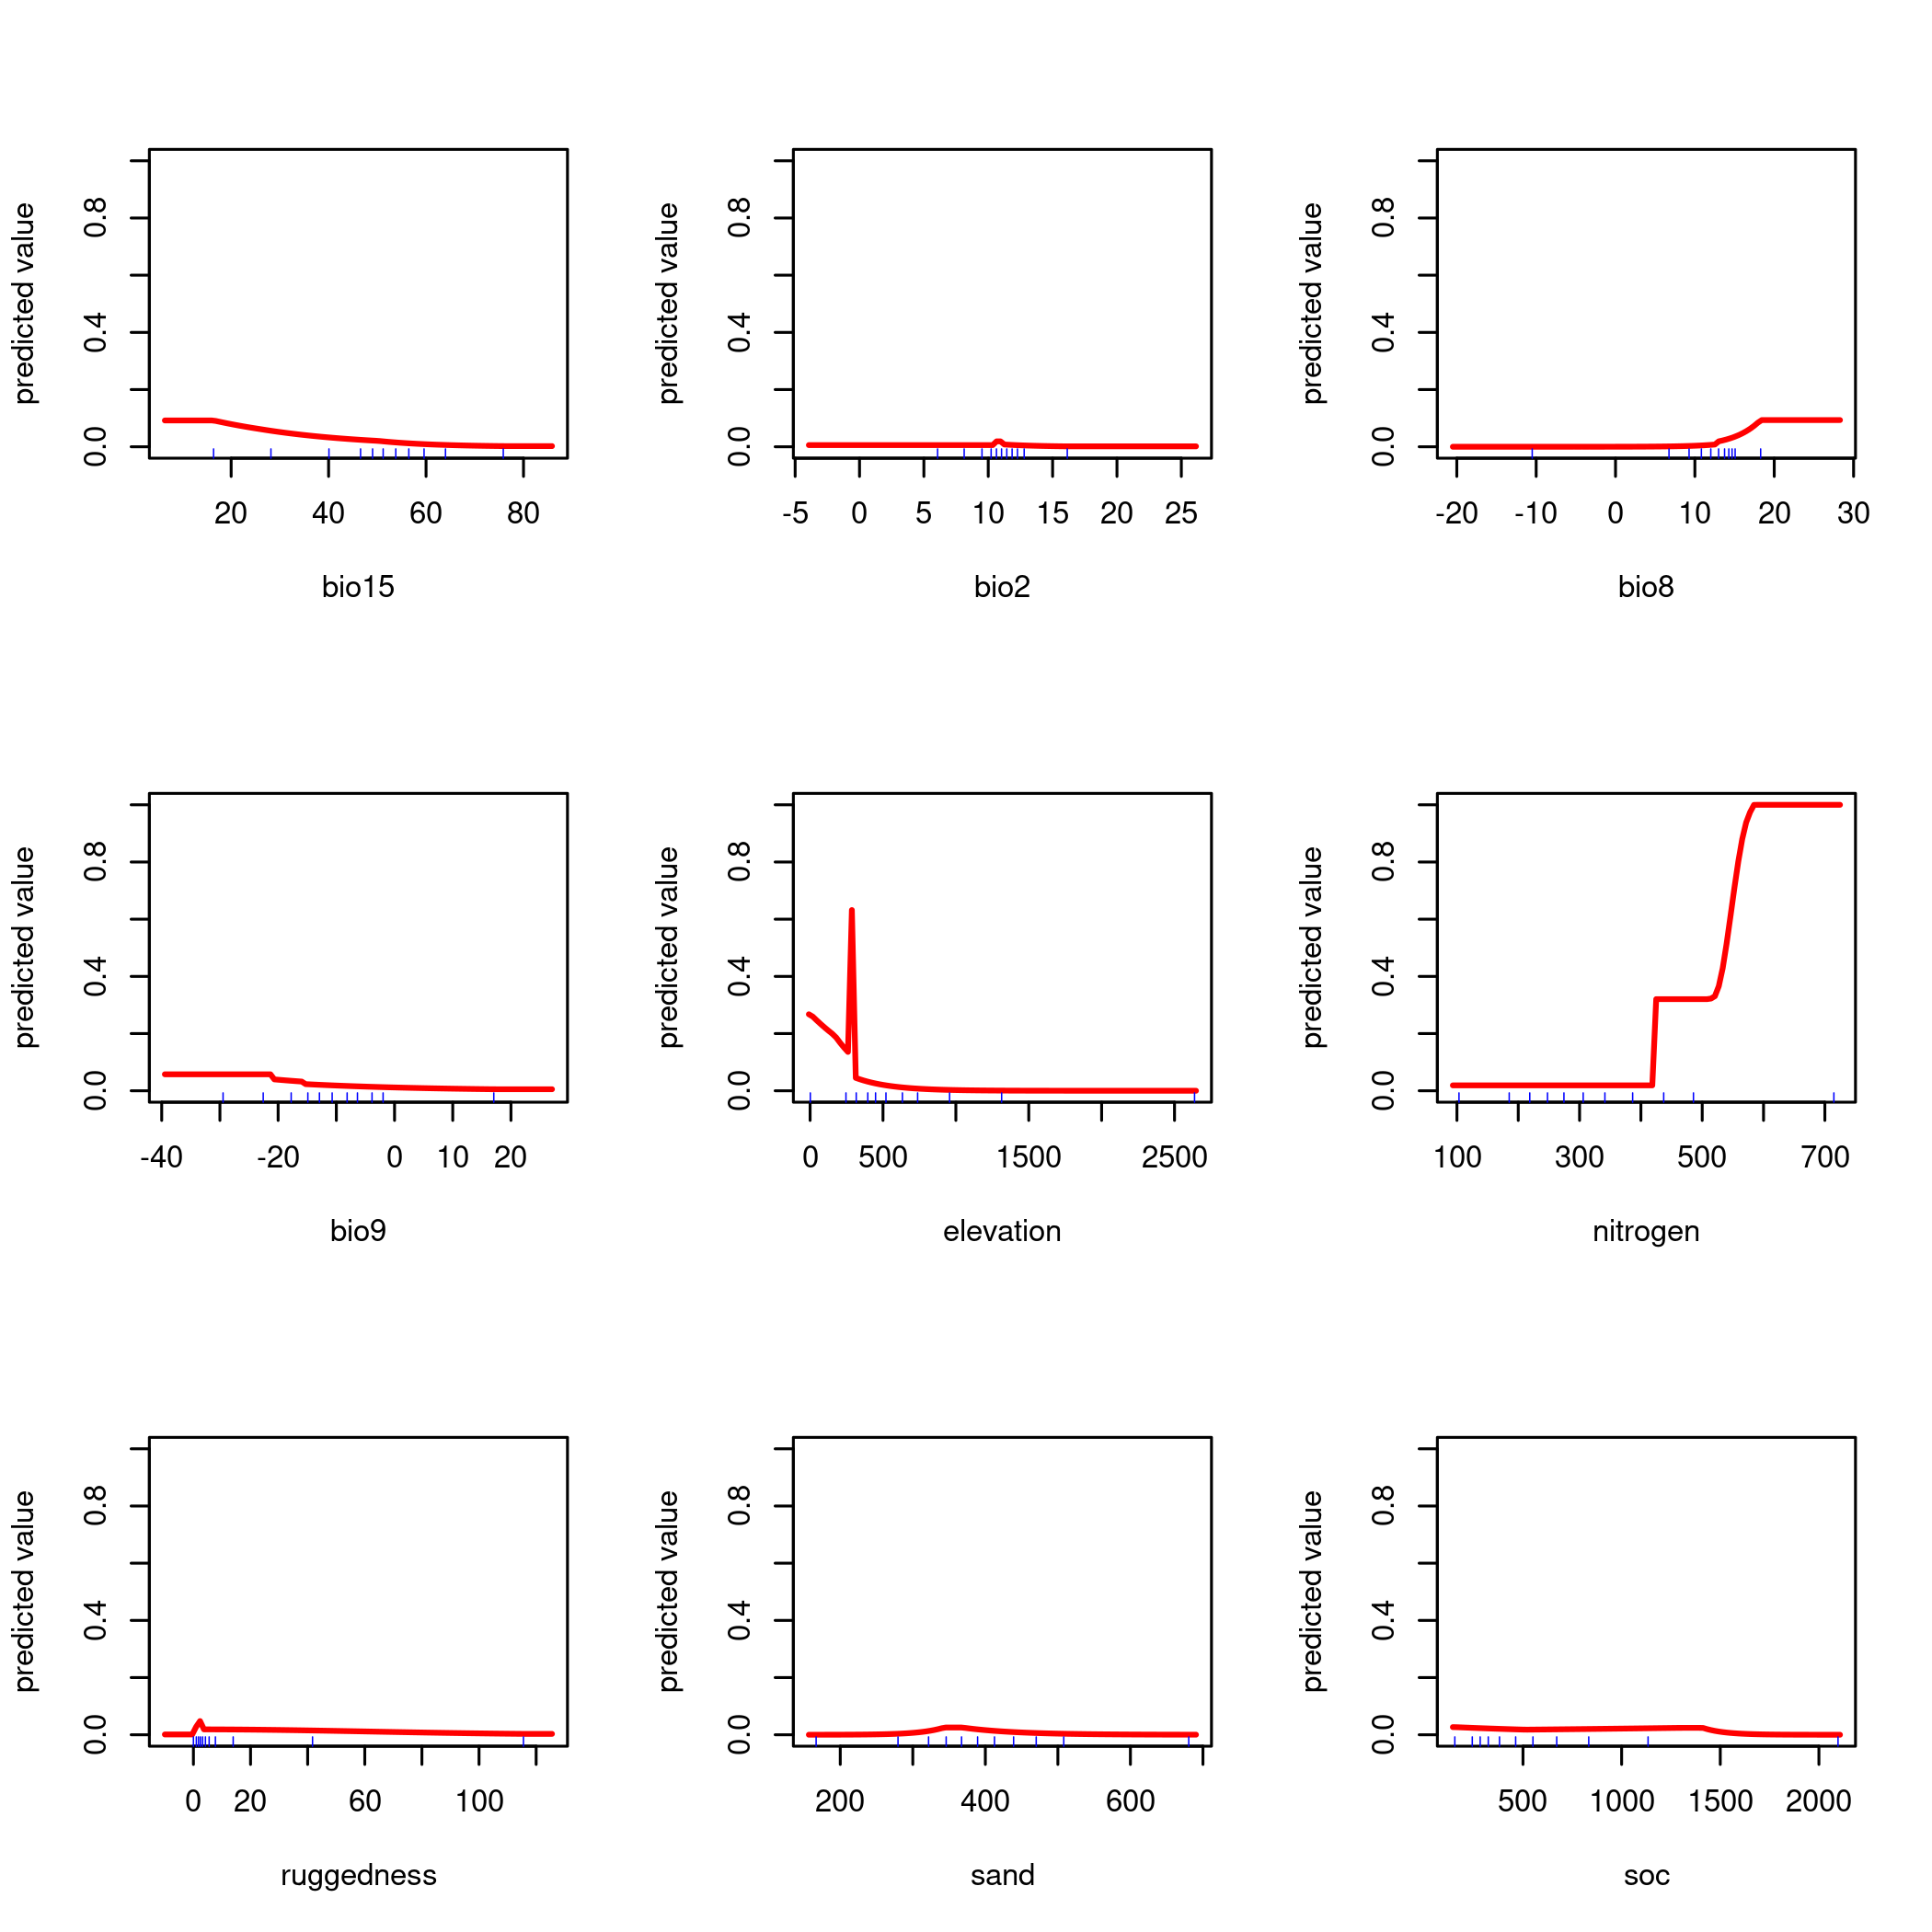 predicted value
0.0 0.4 0.8
20 40 60 80
bio15
predicted value
0.0 0.4 0.8
-5 0 5 10 15 20 25
bio2
predicted value
0.0 0.4 0.8
-20 -10 0 10 20 30
bio8
predicted value
0.0 0.4 0.8
-40 -20 0 10 20
bio9
predicted value
0.0 0.4 0.8
0 500 1500 2500
elevation
predicted value
0.0 0.4 0.8
100 300 500 700
nitrogen
predicted value
0.0 0.4 0.8
0 20 60 100
ruggedness
predicted value
0.0 0.4 0.8
200 400 600
sand
predicted value
0.0 0.4 0.8
500 1000 1500 2000
soc